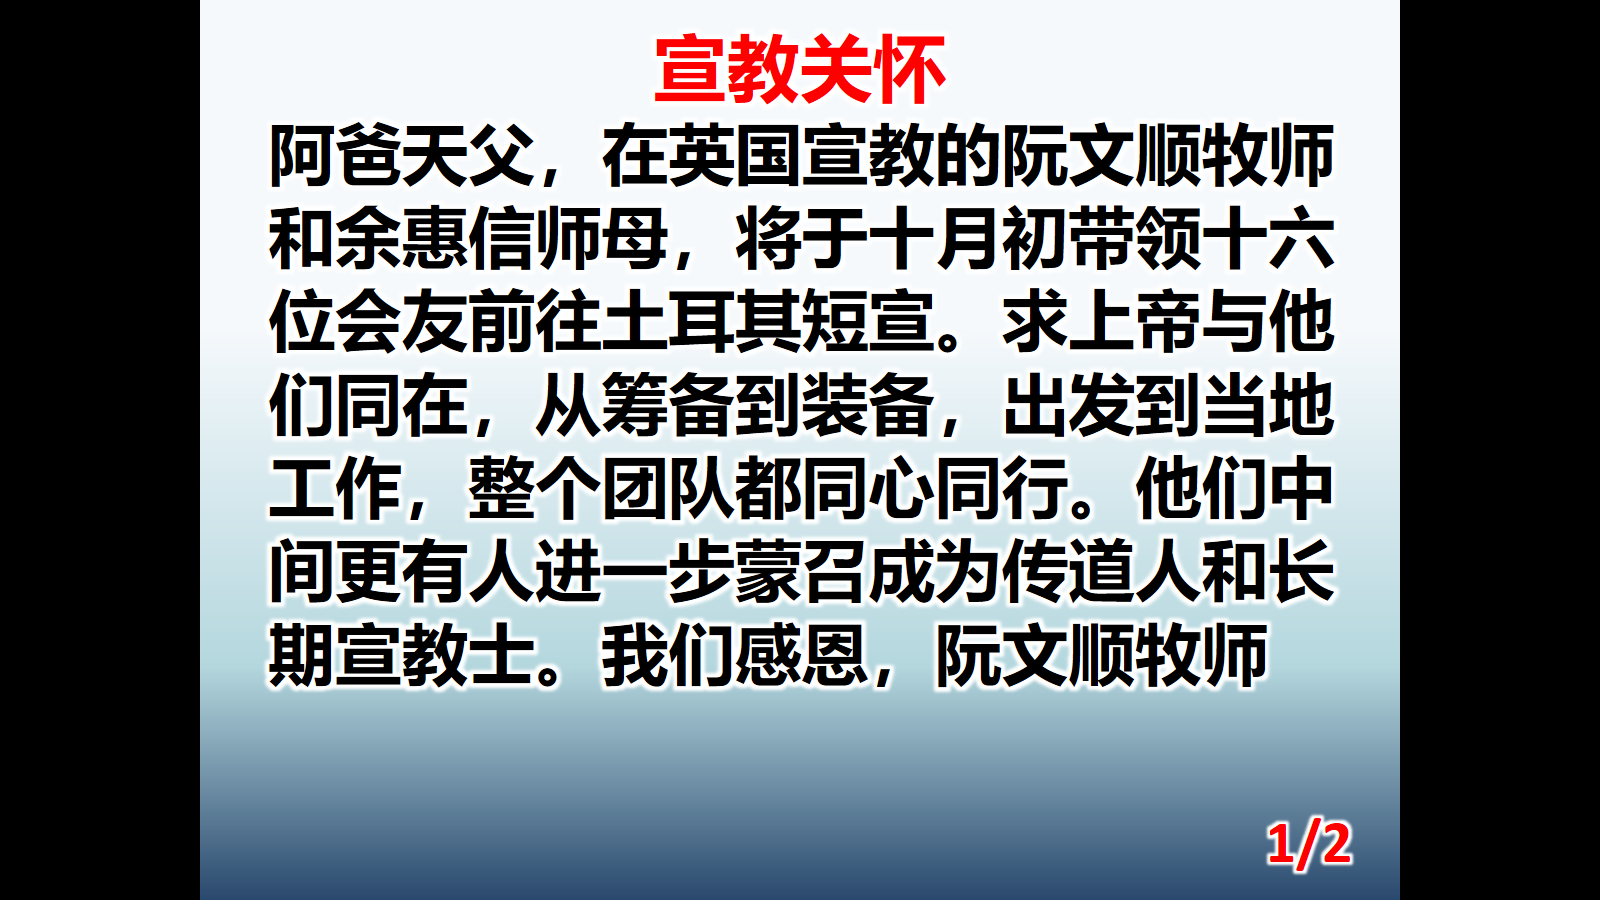 宣教关怀
阿爸天父，在英国宣教的阮文顺牧师
和余惠信师母，将于十月初带领十六
位会友前往土耳其短宣。求上帝与他
们同在，从筹备到装备，出发到当地
工作，整个团队都同心同行。他们中
间更有人进一步蒙召成为传道人和长
期宣教士。我们感恩，阮文顺牧师
1/2